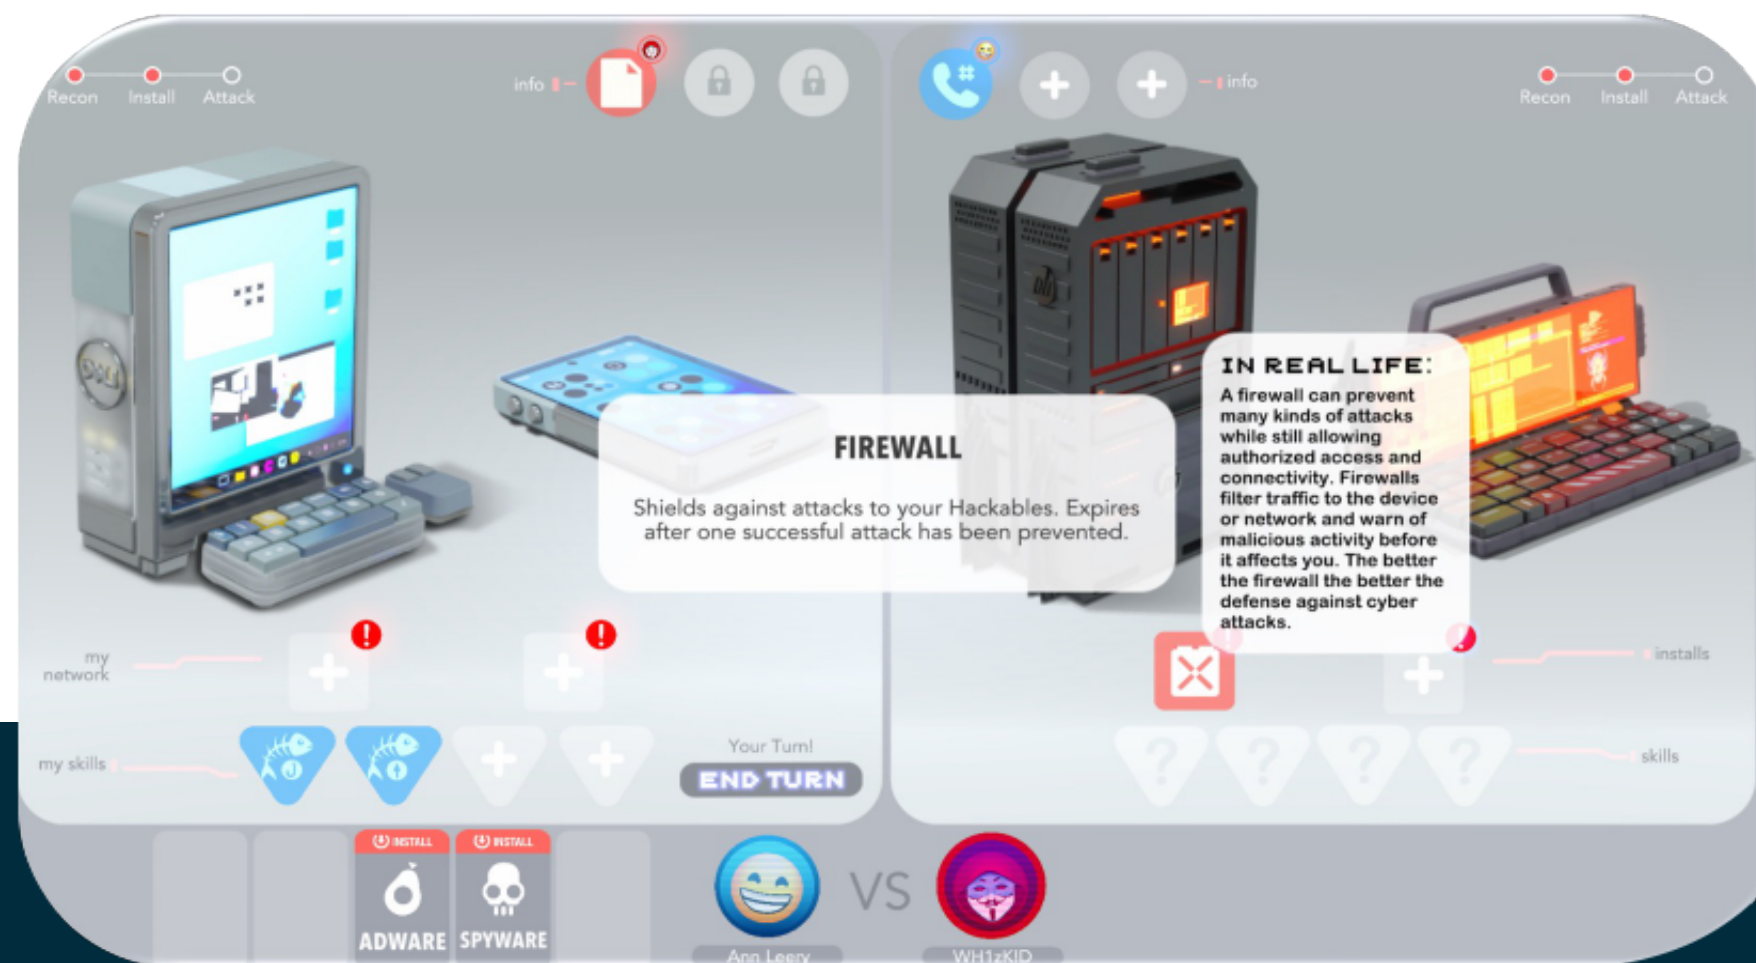 Recon Install Attack
info
info
Recon Install Attack
FIREWALL
Shields against attacks to your Hackables. Expires
after one successful attack has been prevented.
IN REAL LIFE:
A firewall can prevent
many kinds of attacks
while still allowing
authorized access and
connectivity. Firewalls
filter traffic to the device
or network and warn of
malicious activity before
it affects you. The better
the firewall the better the
defense against cyber
attacks.
my
network
installs
my skills
Your Turn!
END TURN
skills
INSTALL
ADWARE
INSTALL
SPYWARE
Ann Leery
VS
WH1zKID